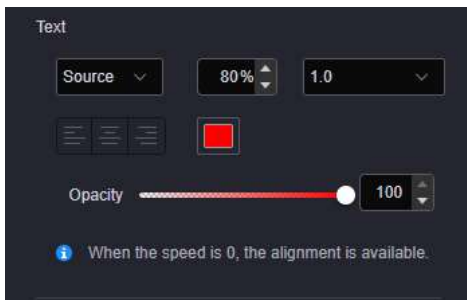 Text
Source 80% 1.0
Opacity 100
When the speed is 0, the alignment is available.